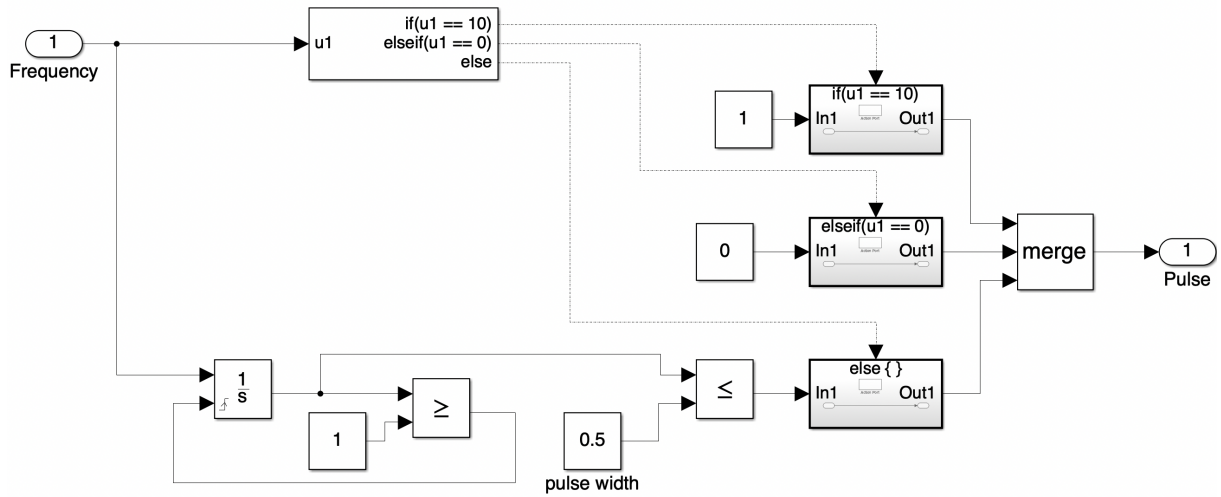 1
Frequency
u1
if(u1 == 10)
elseif(u1 == 0)
else
1
if(u1 == 10)
In1
Out1
0
elseif(u1 == 0)
In1
Out1
merge
1
Pulse
1
s
≥
1
≤
0.5
pulse width
else { }
In1
Out1